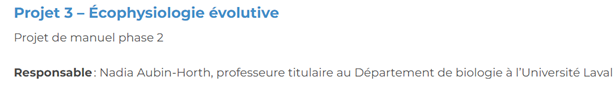 Projet 3 – Écophysiologie évolutive
Projet de manuel phase 2
Responsable : Nadia Aubin-Horth, professeure titulaire au Département de biologie à l'Université Laval